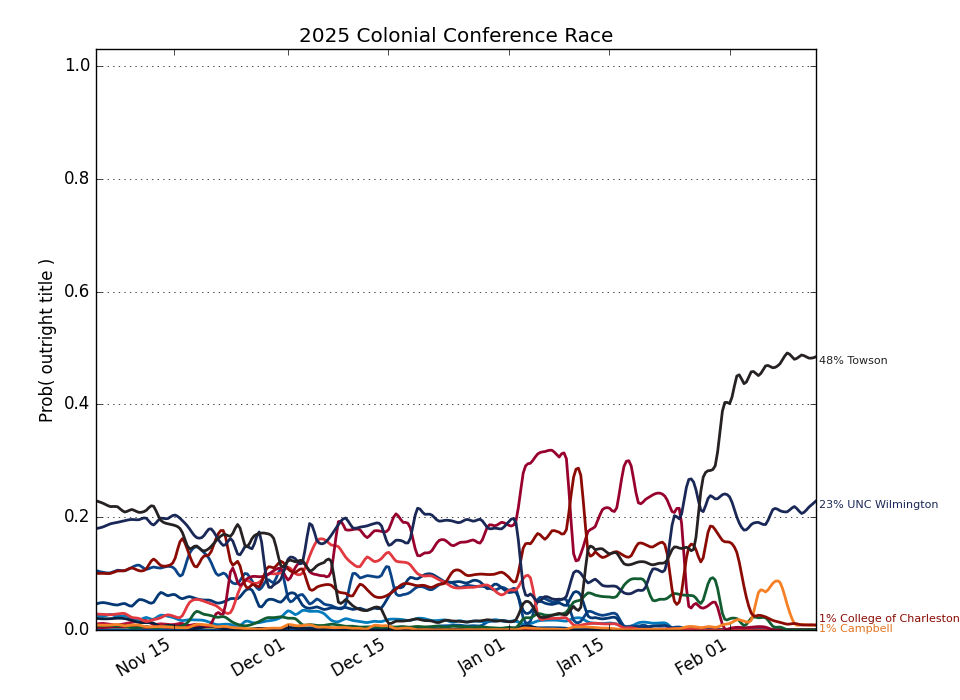 2025 Colonial Conference Race
Prob( outright title )
1.0
0.8
0.6
0.4
0.2
0.0
48% Towson
23% UNC Wilmington
1% College of Charleston
1% Campbell
Nov 15
Dec 01
Dec 15
Jan 01
Jan 15
Feb 01